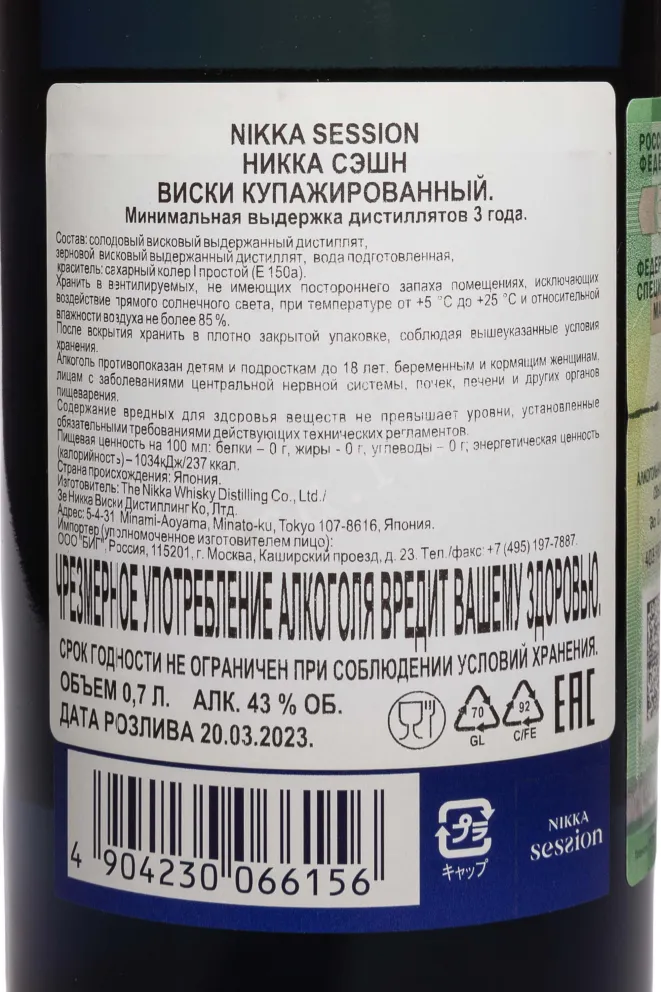 NIKKA SESSION
НИККА СЭШН
ВИСКИ КУПАЖИРОВАННЫЙ.
Минимальная выдержка дистиллятов 3 года.
Состав: солодовый висковый выдержанный дистиллят,
зерновой висковый выдержанный дистиллят, вода подготовленная,
краситель: сахарный колер I простой (Е 150а).
Хранить в вентилируемых, не имеющих постороннего запаха помещениях, исключающих
воздействие прямого солнечного света, при температуре от +5 °С до +25 °С и относительной
влажности воздуха не более 85 %.
После вскрытия хранить в плотно закрытой упаковке, соблюдая вышеуказанные условия
хранения.
Алкоголь противопоказан детям и подросткам до 18 лет, беременным и кормящим женщинам,
лицам с заболеваниями центральной нервной системы, почек, печени и других органов
пищеварения.
Содержание вредных для здоровья веществ не превышает уровни, установленные
обязательными требованиями действующих технических регламентов.
Пищевая ценность на 100 мл: белки – 0 г, жиры - 0 г, углеводы – 0 г; энергетическая ценность
(калорийность) – 1034кДж/237 ккал.
Страна происхождения: Япония.
Изготовитель: The Nikka Whisky Distilling Co., Ltd./
Зе Никка Виски Дистиллинг Ко, Лтд.
Адрес: 5-4-31 Minami-Aoyama, Minato-ku, Tokyo 107-8616, Япония.
Импортер (уполномоченное изготовителем лицо):
ООО "БИГ", Россия, 115201, г. Москва, Каширский проезд, д. 23. Тел./факс: +7 (495) 197-7887.
ЧРЕЗМЕРНОЕ УПОТРЕБЛЕНИЕ АЛКОГОЛЯ ВРЕДИТ ВАШЕМУ ЗДОРОВЬЮ.
СРОК ГОДНОСТИ НЕ ОГРАНИЧЕН ПРИ СОБЛЮДЕНИИ УСЛОВИЙ ХРАНЕНИЯ.
ОБЪЕМ 0,7 Л. АЛК. 43 % ОБ.
ДАТА РОЗЛИВА 20.03.2023.
70
GL
92
C/FE
EAC
4 904230 066156
プラ
キャップ
NIKKA
session
РОСС
ФЕДЕ
ФЕДЕР
СПЕЦИ
МА